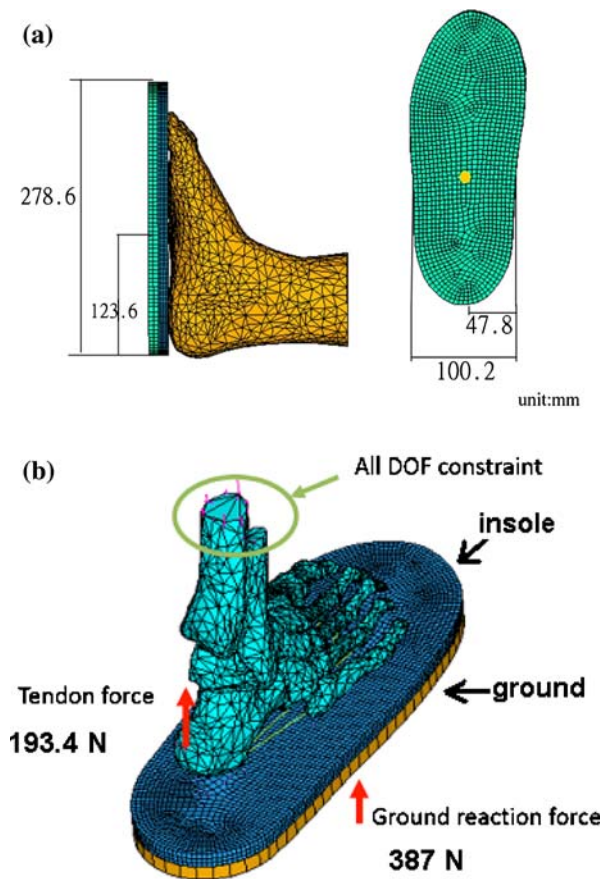 (a)
278.6
123.6
47.8
100.2
unit:mm
(b)
All DOF constraint
insole
ground
Tendon force
193.4 N
Ground reaction force
387 N